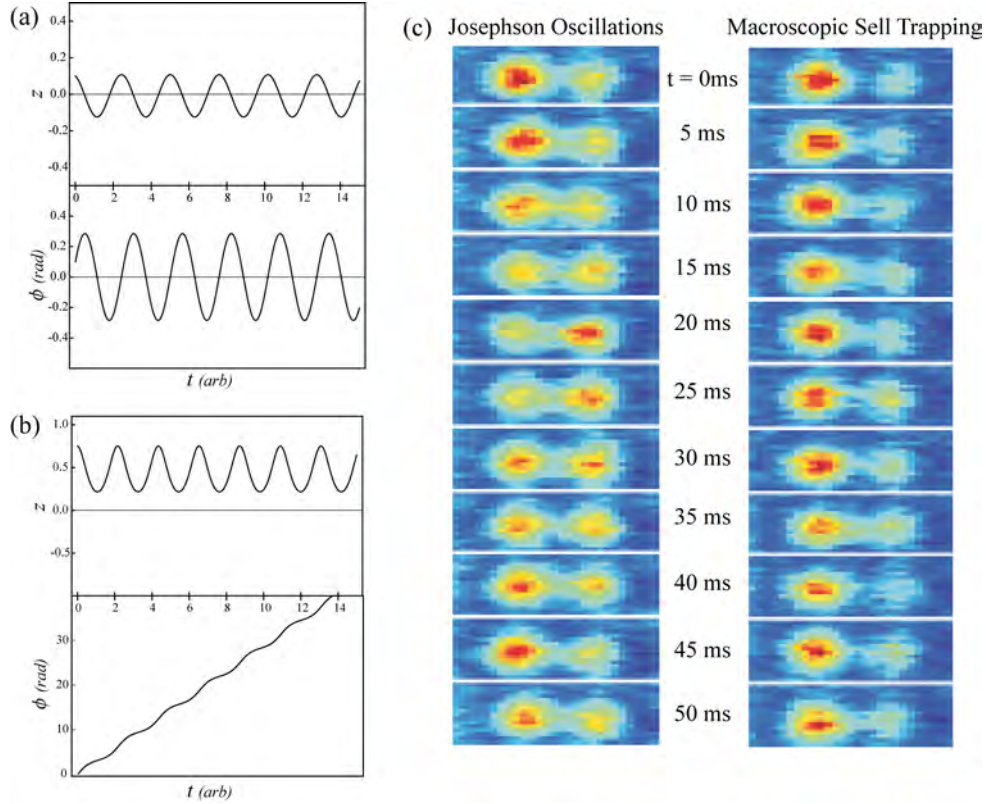 (a)
0.4
0.2
0.0
-0.2
-0.4
z
0 2 4 6 8 10 12 14
0.4
0.2
0.0
-0.2
-0.4
ϕ (rad)
t (arb)
(b)
1.0
0.5
0.0
-0.5
z
0 2 4 6 8 10 12 14
30
20
10
0
ϕ (rad)
t (arb)
(c)
Josephson Oscillations
Macroscopic Sell Trapping
t = 0ms
5 ms
10 ms
15 ms
20 ms
25 ms
30 ms
35 ms
40 ms
45 ms
50 ms